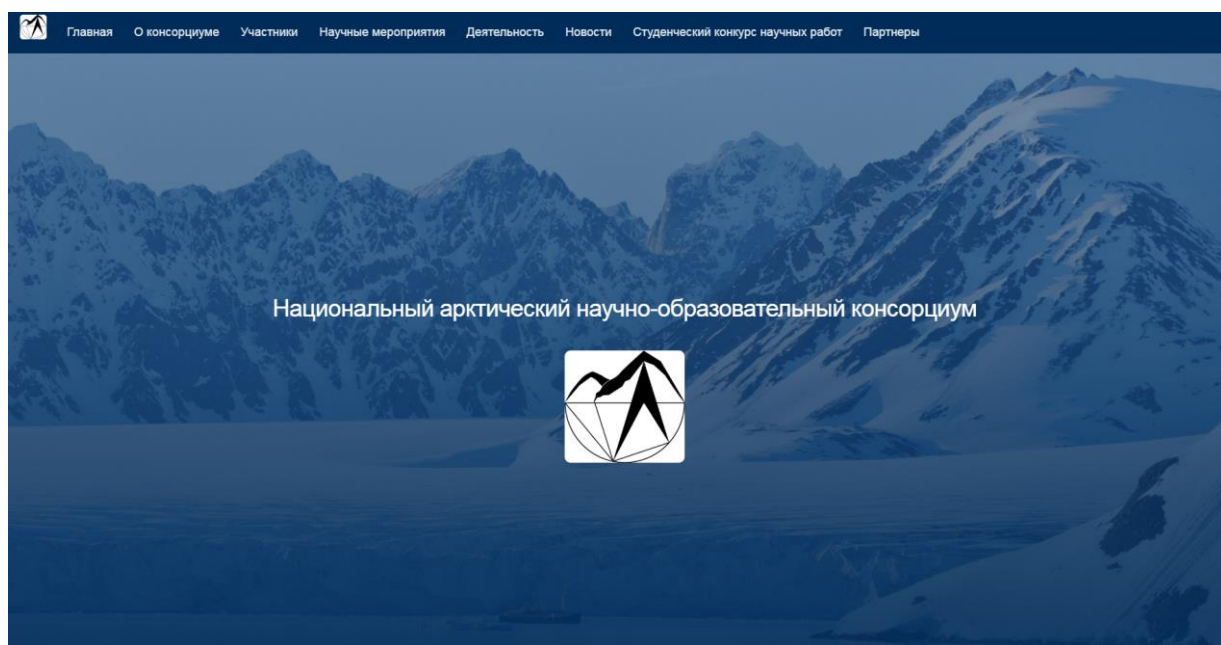 Главная О консорциуме Участники Научные мероприятия Деятельность Новости Студенческий конкурс научных работ Партнеры
Национальный арктический научно-образовательный консорциум